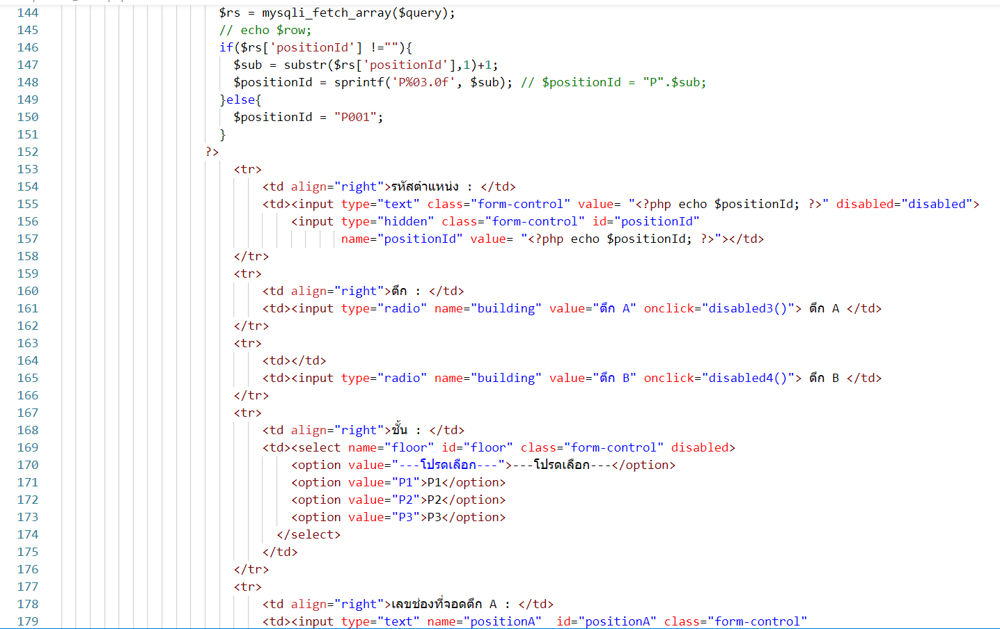 144 $rs = mysqli_fetch_array($query);
145 // echo $row;
146 if($rs['positionId'] !=""){
147 $sub = substr($rs['positionId'],1)+1;
148 $positionId = sprintf('P%03.0f', $sub); // $positionId = "P".$sub;
149 }else{
150 $positionId = "P001";
151 }
152 ?>
153 <tr>
154 <td align="right">รหัสตำแหน่ง : </td>
155 <td><input type="text" class="form-control" value= "<?php echo $positionId; ?>" disabled="disabled">
156 <input type="hidden" class="form-control" id="positionId"
157 name="positionId" value= "<?php echo $positionId; ?>"></td>
158 </tr>
159 <tr>
160 <td align="right">ตึก : </td>
161 <td><input type="radio" name="building" value="ตึก A" onclick="disabled3()"> ตึก A </td>
162 </tr>
163 <tr>
164 <td></td>
165 <td><input type="radio" name="building" value="ตึก B" onclick="disabled4()"> ตึก B </td>
166 </tr>
167 <tr>
168 <td align="right">ชั้น : </td>
169 <td><select name="floor" id="floor" class="form-control" disabled>
170 <option value="---โปรดเลือก---">---โปรดเลือก---</option>
171 <option value="P1">P1</option>
172 <option value="P2">P2</option>
173 <option value="P3">P3</option>
174 </select>
175 </td>
176 </tr>
177 <tr>
178 <td align="right">เลขช่องที่จอดตึก A : </td>
179 <td><input type="text" name="positionA"  id="positionA" class="form-control"